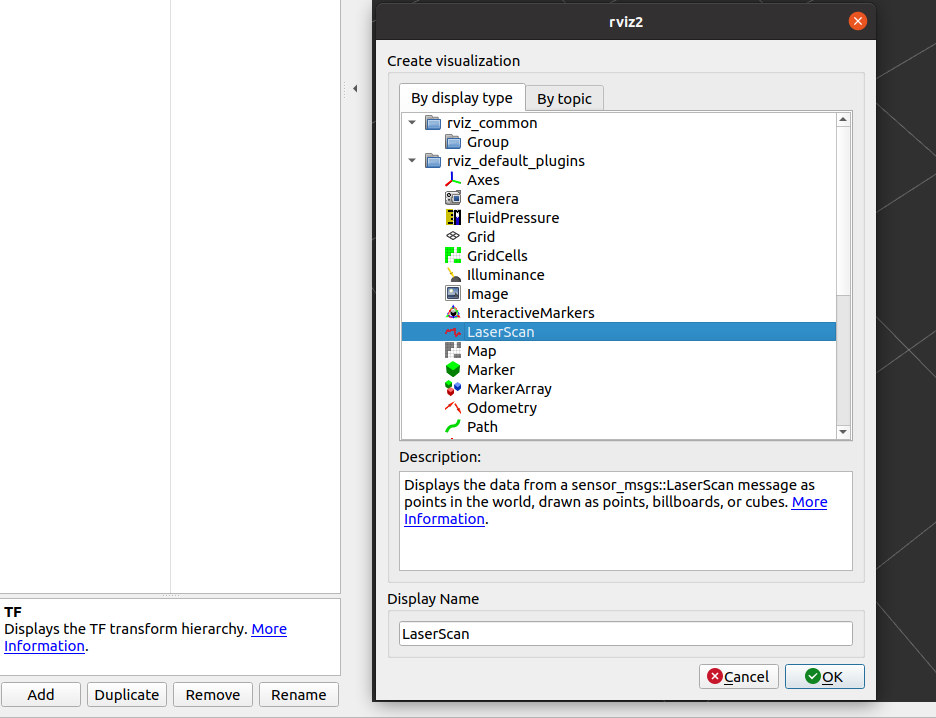 rviz2
Create visualization
By display type
By topic
rviz_common
Group
rviz_default_plugins
Axes
Camera
FluidPressure
Grid
GridCells
Illuminance
Image
InteractiveMarkers
LaserScan
Map
Marker
MarkerArray
Odometry
Path
Description:
Displays the data from a sensor_msgs::LaserScan message as
points in the world, drawn as points, billboards, or cubes. More
Information.
Display Name
LaserScan
Cancel
OK
TF
Displays the TF transform hierarchy. More
Information.
Add
Duplicate
Remove
Rename